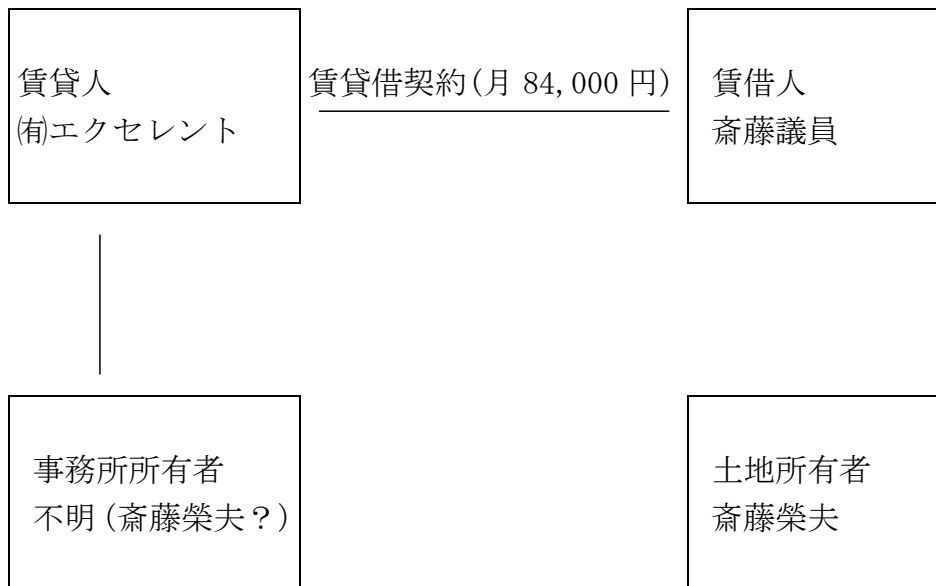 賃貸人
㈲エクセレント
賃貸借契約(月 84,000 円)
賃借人
斎藤議員
事務所所有者
不明(斎藤榮夫?)
土地所有者
斎藤榮夫